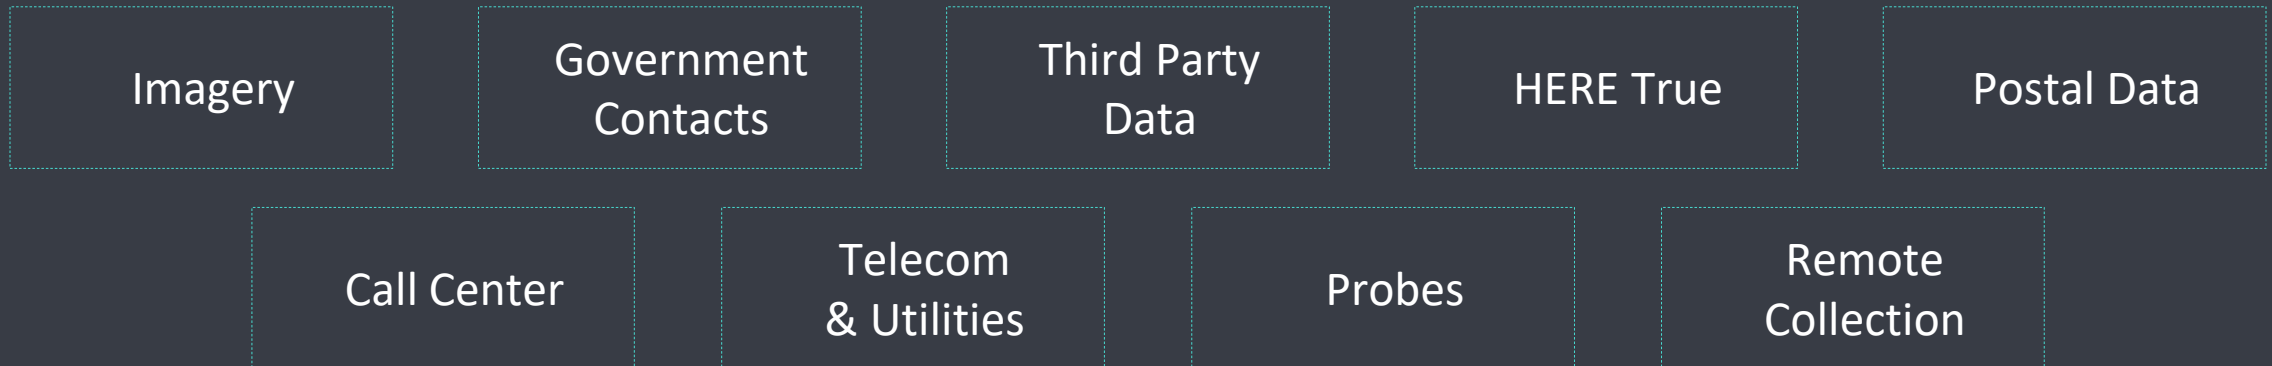 Imagery
Government
Contacts
Third Party
Data
HERE True
Postal Data
Call Center
Telecom
& Utilities
Probes
Remote
Collection